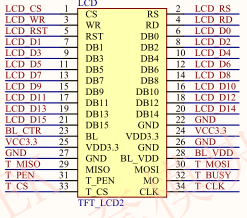 LCD
LCD_CS 1 CS RS 2 LCD_RS
LCD_WR 3 WR RD 4 LCD_RD
LCD_RST 5 RST DB0 6 LCD_D0
LCD_D1 7 DB1 DB2 8 LCD_D2
LCD_D3 9 DB3 DB4 10 LCD_D4
LCD_D5 11 DB5 DB6 12 LCD_D6
LCD_D7 13 DB7 DB8 14 LCD_D8
LCD_D9 15 DB9 DB10 16 LCD_D10
LCD_D11 17 DB11 DB12 18 LCD_D12
LCD_D13 19 DB13 DB14 20 LCD_D14
LCD_D15 21 DB15 GND 22 GND
BL_CTR 23 BL VDD3.3 24 VCC3.3
VCC3.3 25 VDD3.3 GND 26 GND
GND 27 GND BL_VDD 28 BL_VDD
T_MISO 29 MISO MOSI 30 T_MOSI
T_PEN 31 T_PEN MO 32 T_BUSY
T_CS 33 T_CS CLK 34 T_CLK
TFT_LCD2